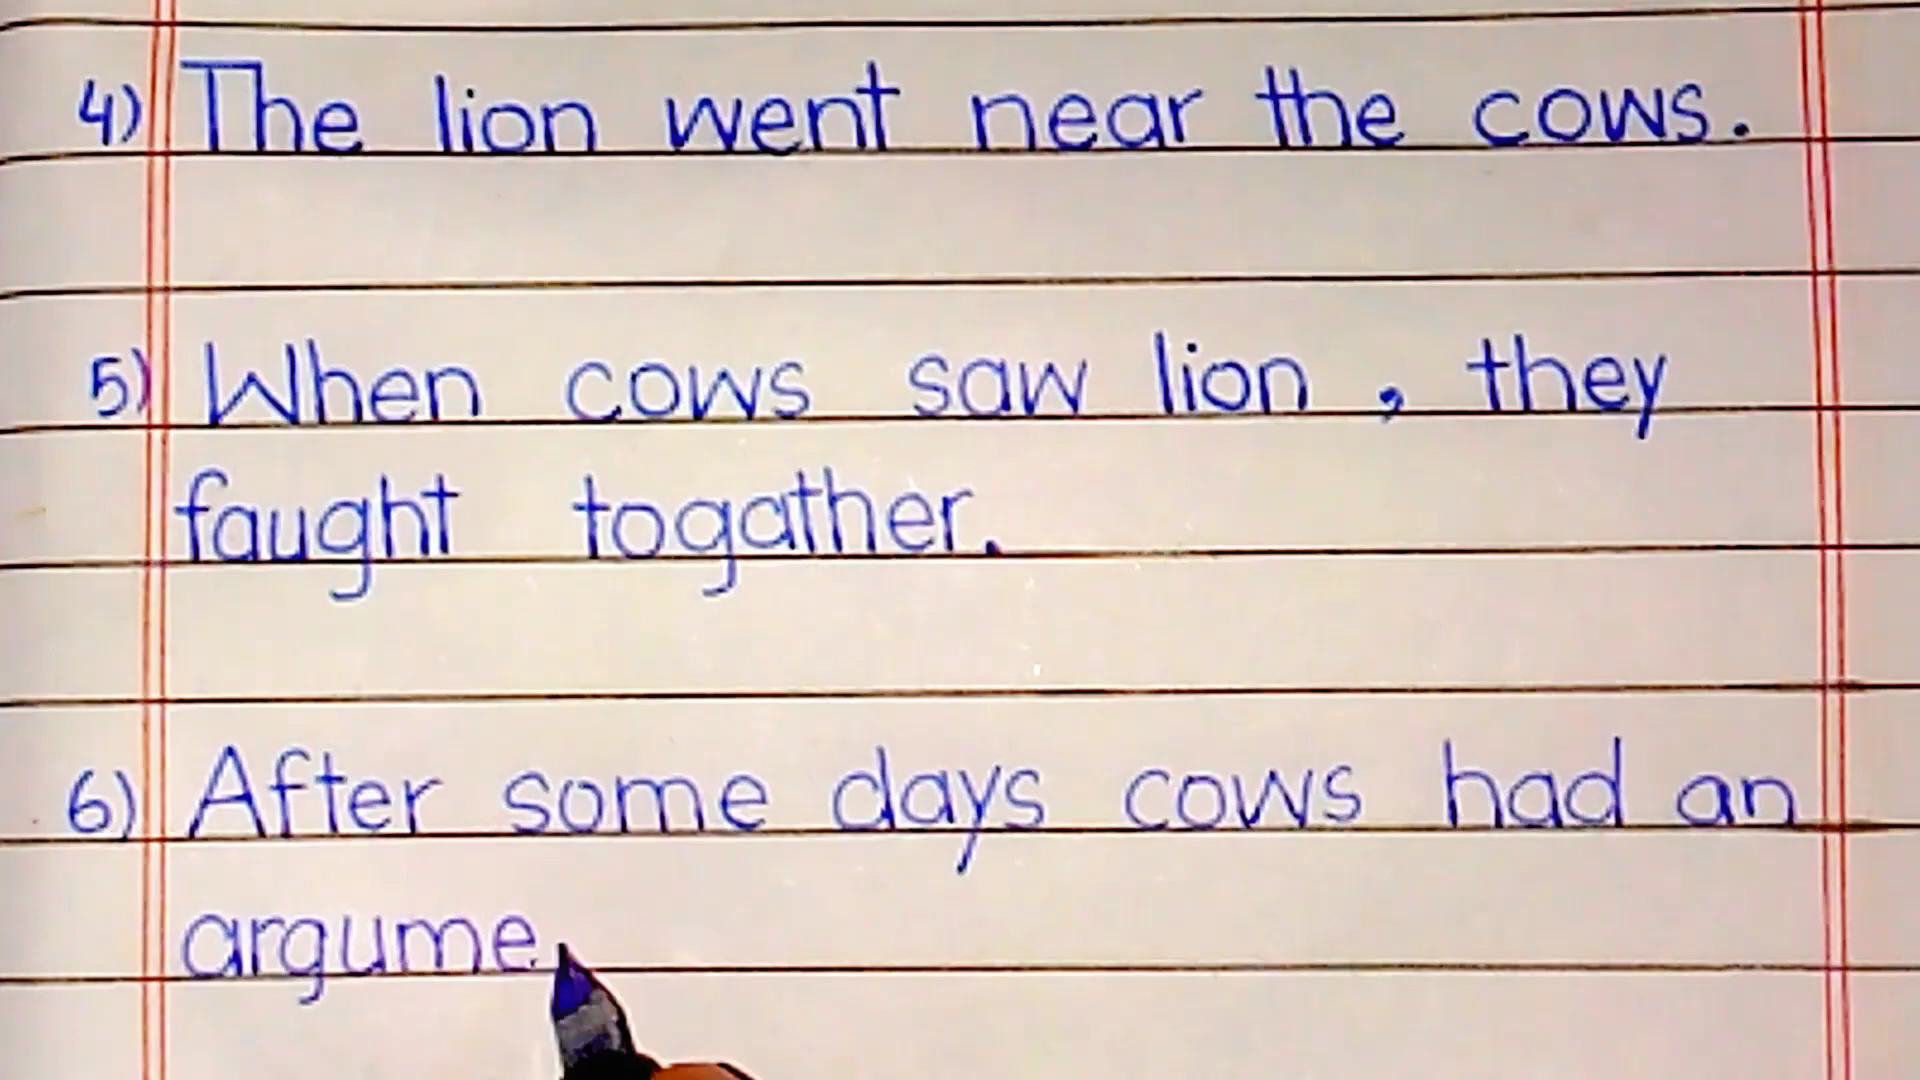 4) The lion went near the cows.
5) When cows saw lion, they
faught togather.
6) After some days cows had an
argume